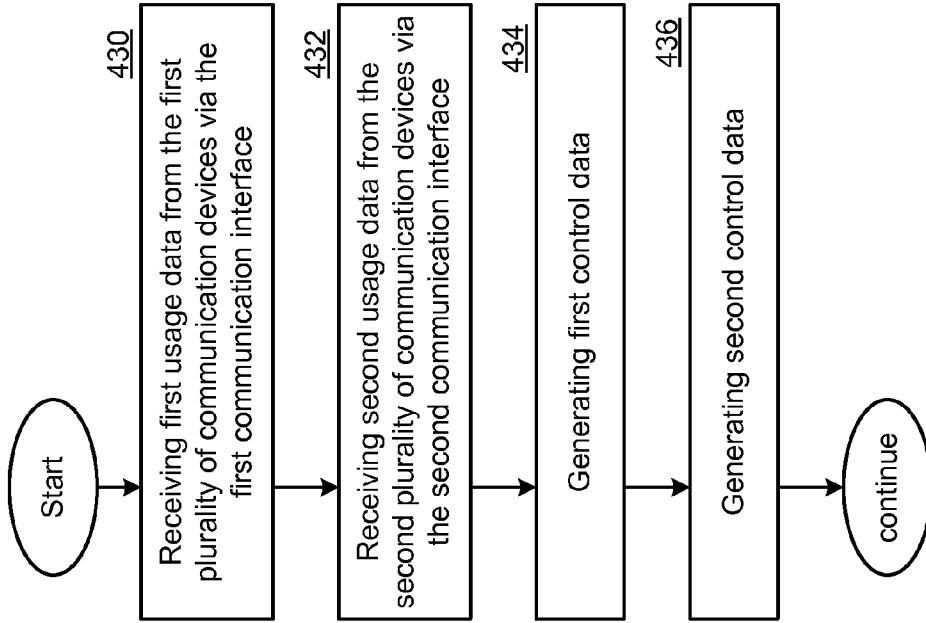 Start
430
Receiving first usage data from the first
plurality of communication devices via the
first communication interface
432
Receiving second usage data from the
second plurality of communication devices via
the second communication interface
434
Generating first control data
436
Generating second control data
continue